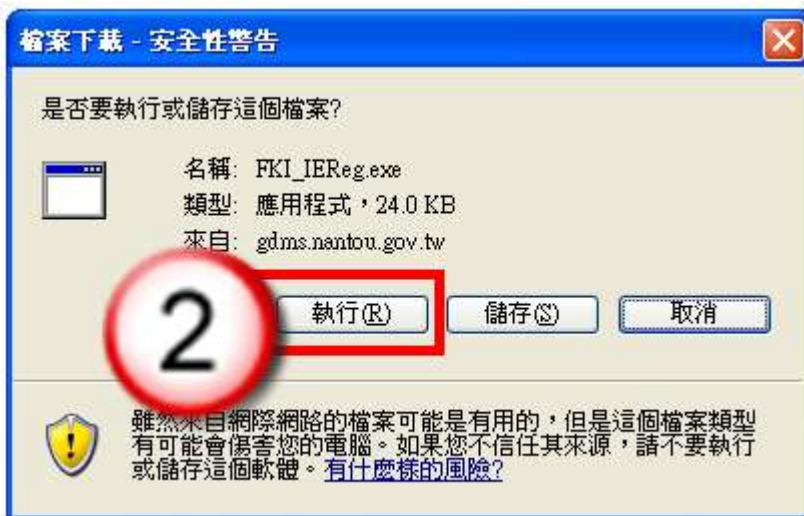 檔案下載 - 安全性警告
是否要執行或儲存這個檔案?
名稱: FKI_IEReg.exe
類型: 應用程式,24.0 KB
來自: gdms.nantou.gov.tw
2
執行(R) 儲存(S) 取消
雖然來自網際網路的檔案可能是有用的,但是這個檔案類型
有可能會傷害您的電腦。如果您不信任其來源,請不要執行
或儲存這個軟體。有什麼樣的風險?